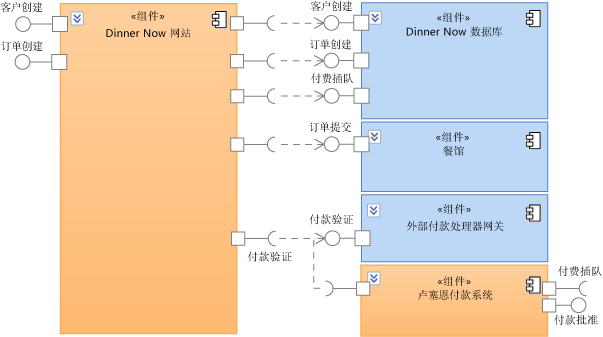 客户创建
订单创建
«组件»
Dinner Now 网站
客户创建
订单创建
付费插队
订单提交
付款验证
付款验证
«组件»
Dinner Now 数据库
«组件»
餐馆
«组件»
外部付款处理器网关
«组件»
卢塞恩付款系统
付费插队
付款批准